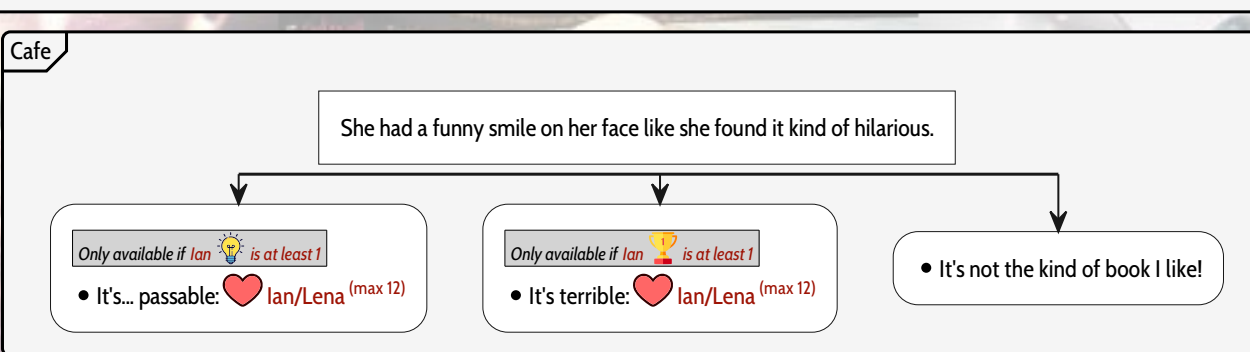 Cafe
She had a funny smile on her face like she found it kind of hilarious.
Only available if Ian is at least 1
• It's... passable: Ian/Lena (max 12)
Only available if Ian 1 is at least 1
• It's terrible: Ian/Lena (max 12)
• It's not the kind of book I like!